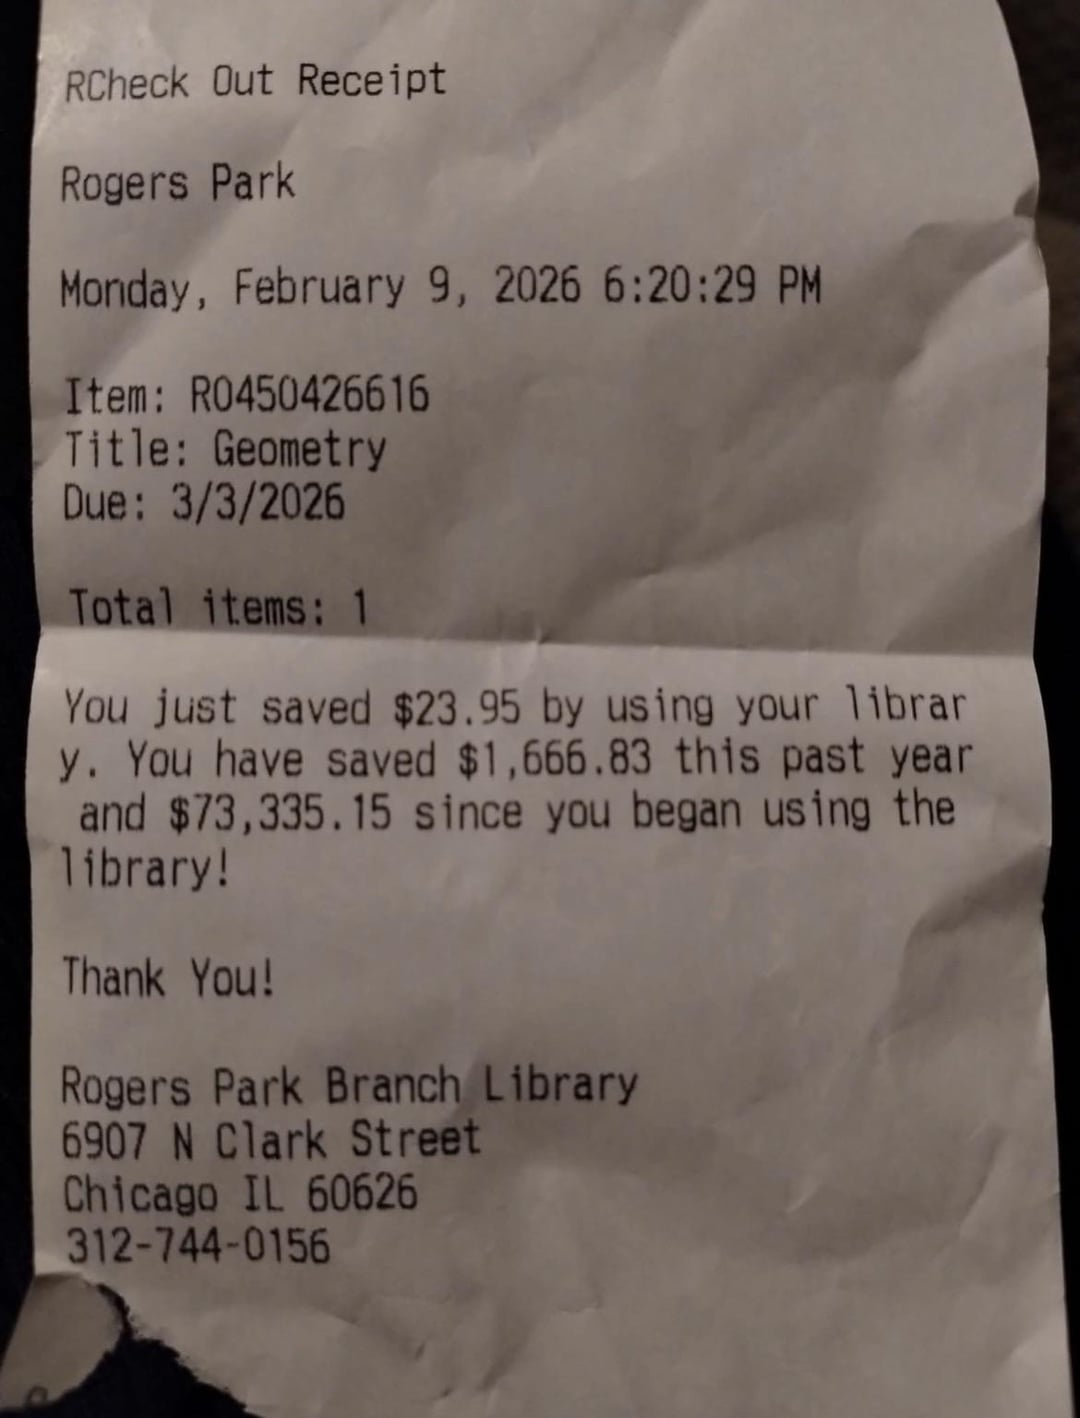 RCheck Out Receipt
Rogers Park
Monday, February 9, 2026 6:20:29 PM
Item: R0450426616
Title: Geometry
Due: 3/3/2026
Total items: 1
You just saved $23.95 by using your librar
y. You have saved $1,666.83 this past year
and $73,335.15 since you began using the
library!
Thank You!
Rogers Park Branch Library
6907 N Clark Street
Chicago IL 60626
312-744-0156